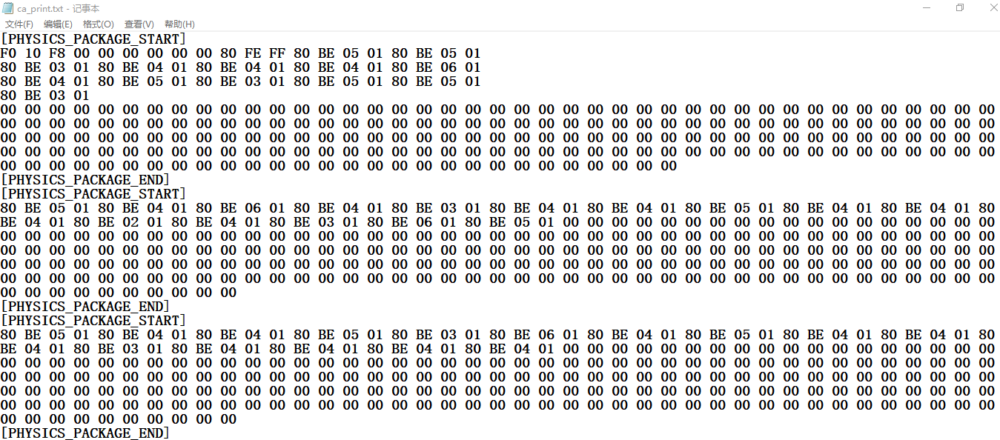 ca_print.txt - 记事本
文件(F) 编辑(E) 格式(O) 查看(V) 帮助(H)
[PHYSICS_PACKAGE_START]
F0 10 F8 00 00 00 00 00 00 80 FE FF 80 BE 05 01 80 BE 05 01
80 BE 03 01 80 BE 04 01 80 BE 04 01 80 BE 04 01 80 BE 06 01
80 BE 04 01 80 BE 05 01 80 BE 03 01 80 BE 05 01 80 BE 05 01
80 BE 03 01
00 00 00 00 00 00 00 00 00 00 00 00 00 00 00 00 00 00 00 00 00 00 00 00 00 00 00 00 00 00 00 00 00 00 00 00 00 00 00 00 00
00 00 00 00 00 00 00 00 00 00 00 00 00 00 00 00 00 00 00 00 00 00 00 00 00 00 00 00 00 00 00 00 00 00 00 00 00 00 00 00 00
00 00 00 00 00 00 00 00 00 00 00 00 00 00 00 00 00 00 00 00 00 00 00 00 00 00 00 00 00 00 00 00 00 00 00 00 00 00 00 00 00
00 00 00 00 00 00 00 00 00 00 00 00 00 00 00 00 00 00 00 00 00 00 00 00 00 00 00 00 00 00 00 00 00 00 00 00 00 00 00 00 00
00 00 00 00 00 00 00 00 00 00 00 00 00 00 00 00 00 00 00 00 00 00 00 00 00 00 00 00
[PHYSICS_PACKAGE_END]
[PHYSICS_PACKAGE_START]
80 BE 05 01 80 BE 04 01 80 BE 06 01 80 BE 04 01 80 BE 03 01 80 BE 04 01 80 BE 04 01 80 BE 05 01 80 BE 04 01 80 BE 04 01 80
BE 04 01 80 BE 02 01 80 BE 04 01 80 BE 03 01 80 BE 06 01 80 BE 05 01 00 00 00 00 00 00 00 00 00 00 00 00 00 00 00 00 00 00
00 00 00 00 00 00 00 00 00 00 00 00 00 00 00 00 00 00 00 00 00 00 00 00 00 00 00 00 00 00 00 00 00 00 00 00 00 00 00 00 00
00 00 00 00 00 00 00 00 00 00 00 00 00 00 00 00 00 00 00 00 00 00 00 00 00 00 00 00 00 00 00 00 00 00 00 00 00 00 00 00 00
00 00 00 00 00 00 00 00 00 00 00 00 00 00 00 00 00 00 00 00 00 00 00 00 00 00 00 00 00 00 00 00 00 00 00 00 00 00 00 00 00
00 00 00 00 00 00 00 00 00 00 00 00 00 00 00 00 00 00 00 00 00 00 00 00 00 00 00 00 00 00 00 00 00 00 00 00 00 00 00 00 00
00 00 00 00 00 00 00 00 00 00
[PHYSICS_PACKAGE_END]
[PHYSICS_PACKAGE_START]
80 BE 05 01 80 BE 04 01 80 BE 04 01 80 BE 05 01 80 BE 03 01 80 BE 06 01 80 BE 04 01 80 BE 05 01 80 BE 04 01 80 BE 04 01 80
BE 04 01 80 BE 03 01 80 BE 04 01 80 BE 04 01 80 BE 04 01 80 BE 04 01 00 00 00 00 00 00 00 00 00 00 00 00 00 00 00 00 00 00
00 00 00 00 00 00 00 00 00 00 00 00 00 00 00 00 00 00 00 00 00 00 00 00 00 00 00 00 00 00 00 00 00 00 00 00 00 00 00 00 00
00 00 00 00 00 00 00 00 00 00 00 00 00 00 00 00 00 00 00 00 00 00 00 00 00 00 00 00 00 00 00 00 00 00 00 00 00 00 00 00 00
00 00 00 00 00 00 00 00 00 00 00 00 00 00 00 00 00 00 00 00 00 00 00 00 00 00 00 00 00 00 00 00 00 00 00 00 00 00 00 00 00
00 00 00 00 00 00 00 00 00 00 00 00 00 00 00 00 00 00 00 00 00 00 00 00 00 00 00 00 00 00 00 00 00 00 00 00 00 00 00 00 00
00 00 00 00 00 00 00 00 00 00
[PHYSICS_PACKAGE_END]